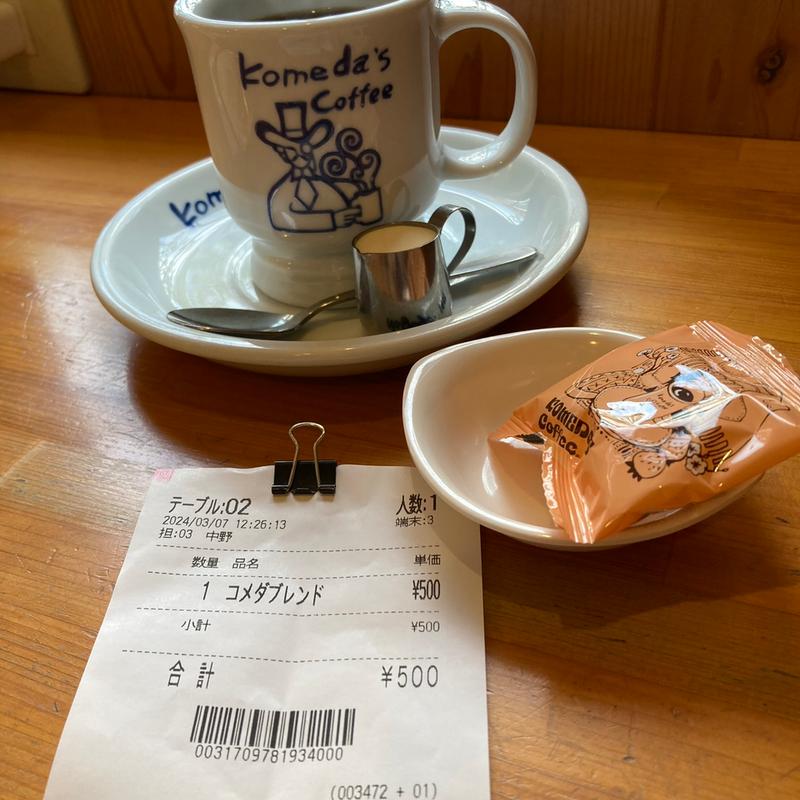 Komeda's
Coffee
Kom
KOMEDA
Coffee.
テーブル:02 人数:1
2024/03/07 12:26:13 端末:3
担:03 中野
数量 品名 単価
1 コメダブレンド ¥500
小計 ¥500
合計 ¥500
0031709781934000
(003472 + 01)